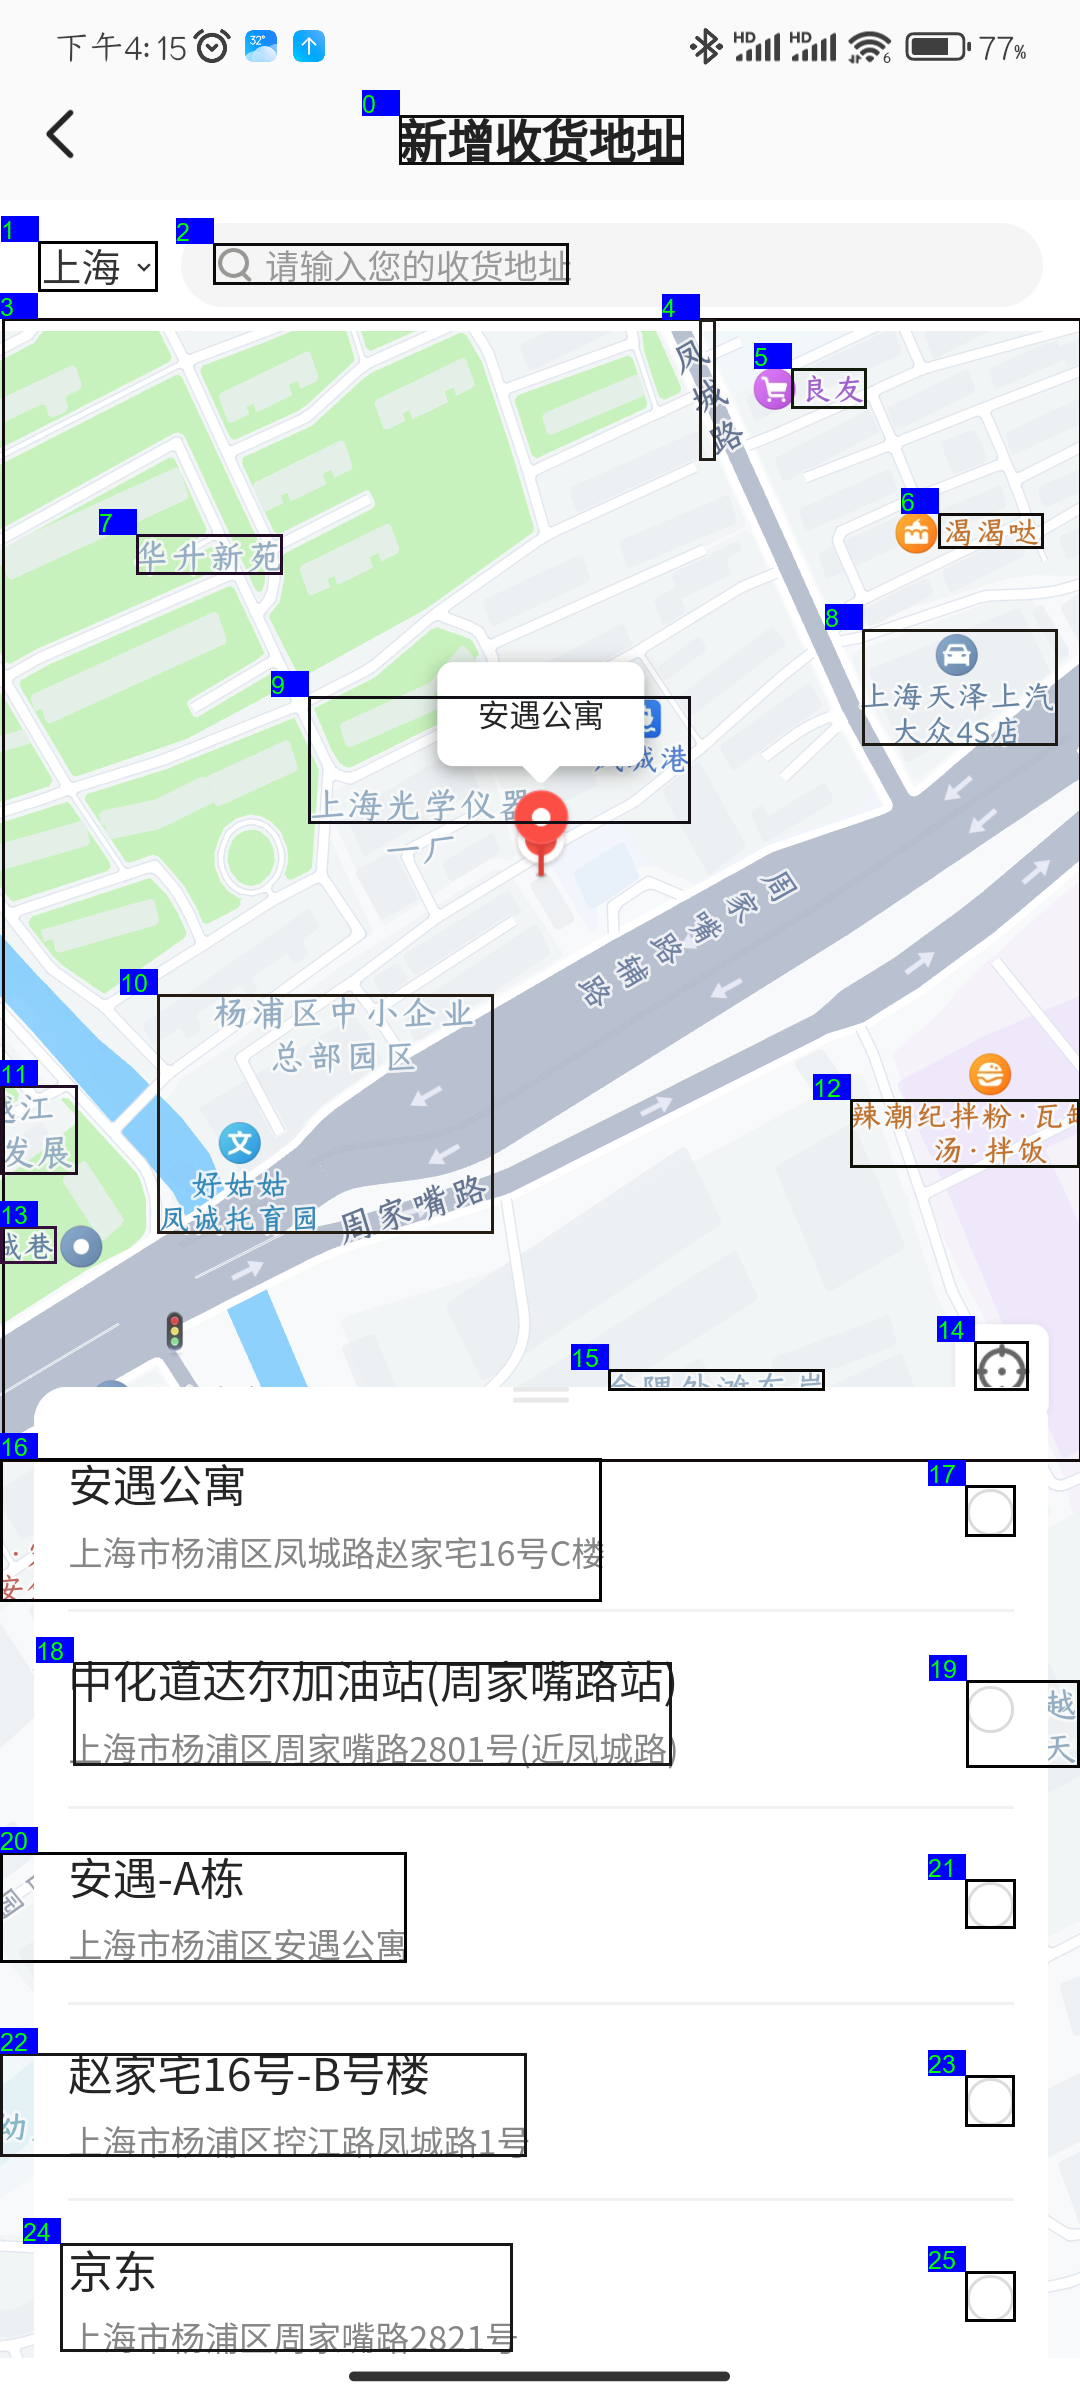 下午4:15
32°
HD
HD
6
77%
0
新增收货地址
1
上海
2
请输入您的收货地址
3
4
凤城路
5
良友
6
渴渴哒
7
华升新苑
8
上海天泽上汽
大众4S店
9
安遇公寓
城港
上海光学仪器
一厂
周家嘴路辅路
10
杨浦区中小企业
总部园区
文
好姑姑
凤诚托育园
周家嘴路
11
江
发展
12
辣潮纪拌粉·瓦
汤·拌饭
13
巷
14
15
16
安遇公寓
上海市杨浦区凤城路赵家宅16号C楼
17
18
中化道达尔加油站(周家嘴路站)
上海市杨浦区周家嘴路2801号(近凤城路)
19
越
天
20
安遇-A栋
上海市杨浦区安遇公寓
21
22
赵家宅16号-B号楼
上海市杨浦区控江路凤城路1号
幼
23
24
京东
上海市杨浦区周家嘴路2821号
25